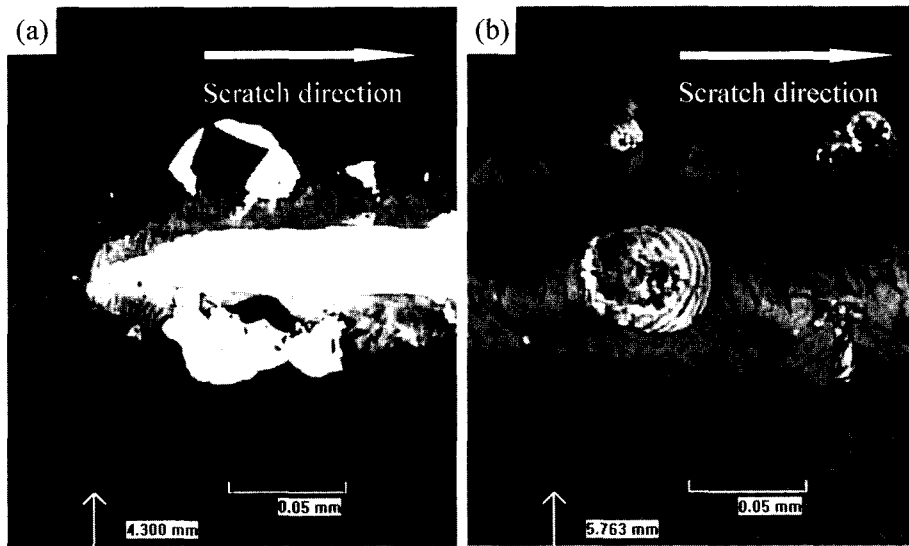 (a)
Scratch direction
0.05 mm
4.300 mm
(b)
Scratch direction
0.05 mm
5.763 mm